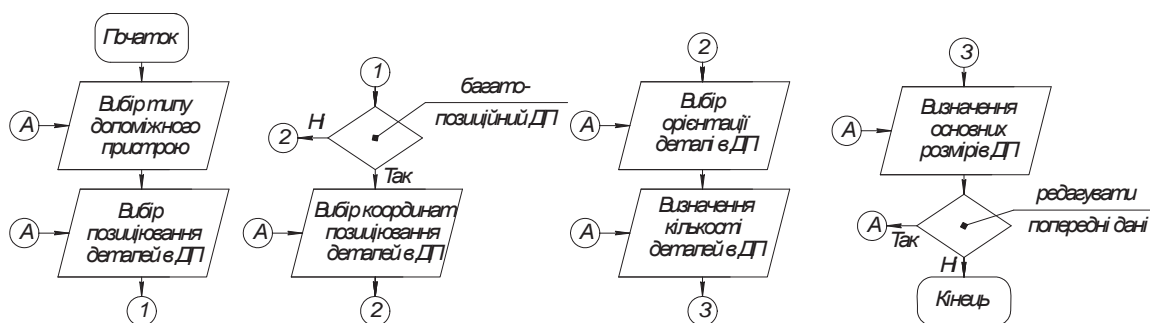 Початок
А
Вибір типу
допоміжного
пристрою
А
Вибір
позиціювання
деталей в ДП
1
1
багато-
позиційний ДП
Ні
2
Так
А
Вибір координат
позиціювання
деталей в ДП
2
2
А
Вибір
орієнтації
деталі в ДП
А
Визначення
кількості
деталей в ДП
3
3
А
Визначення
основних
розмірів ДП
редагувати
попередні дані
А
Так
Ні
Кінець